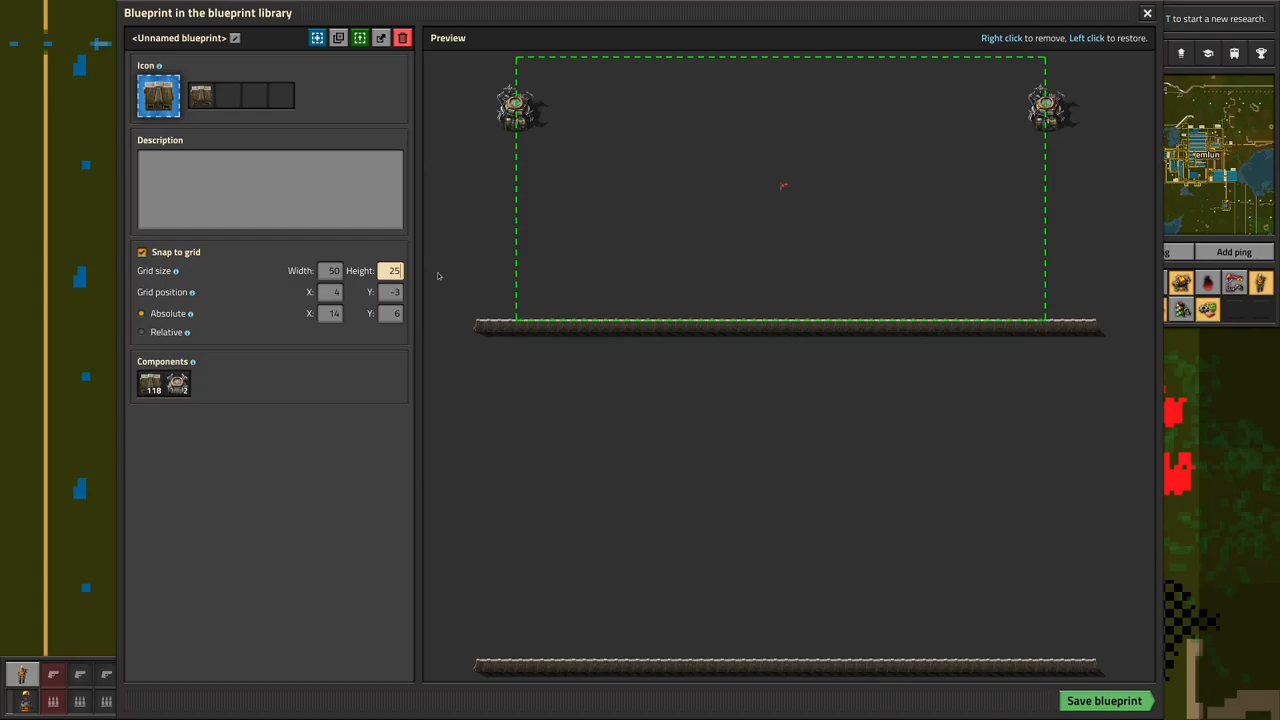 Blueprint in the blueprint library
T to start a new research.
<Unnamed blueprint>
Preview
Right click to remove, Left click to restore.
Icon
Description
emlun
Snap to grid
Add ping
Grid size
Width: 50 Height: 25
Grid position
X: 4 Y: -3
Absolute
X: 14 Y: 6
Relative
Components
118 2
Save blueprint